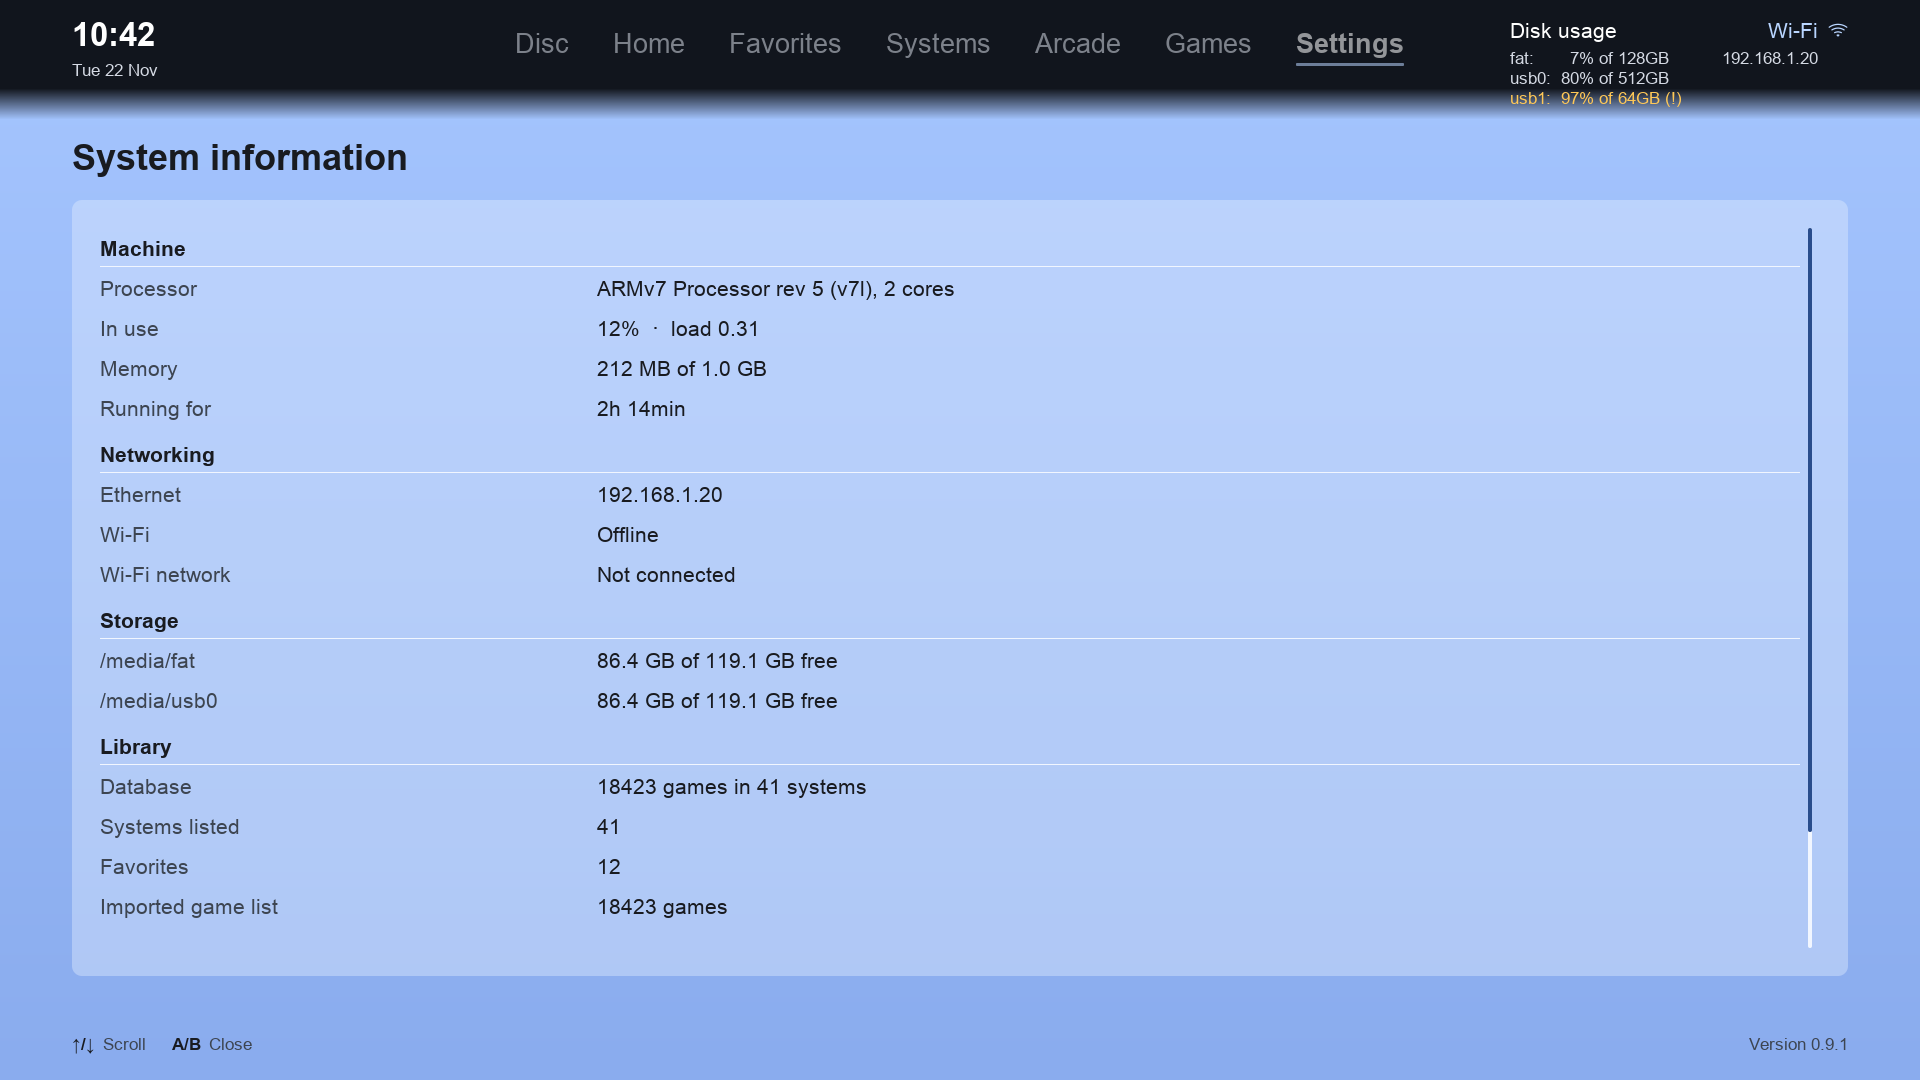 10:42
Tue 22 Nov
Disc Home Favorites Systems Arcade Games Settings
Disk usage
fat: 7% of 128GB
usb0: 80% of 512GB
usb1: 97% of 64GB (!)
Wi-Fi
192.168.1.20
System information
Machine
Processor ARMv7 Processor rev 5 (v7l), 2 cores
In use 12% · load 0.31
Memory 212 MB of 1.0 GB
Running for 2h 14min
Networking
Ethernet 192.168.1.20
Wi-Fi Offline
Wi-Fi network Not connected
Storage
/media/fat 86.4 GB of 119.1 GB free
/media/usb0 86.4 GB of 119.1 GB free
Library
Database 18423 games in 41 systems
Systems listed 41
Favorites 12
Imported game list 18423 games
↑/↓ Scroll A/B Close
Version 0.9.1